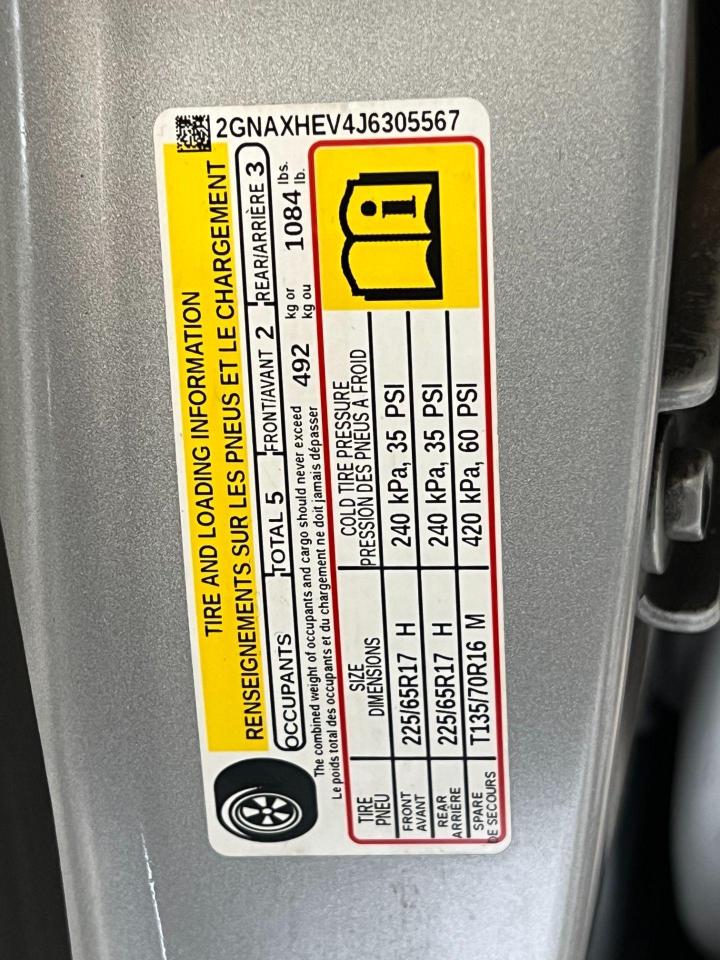 2GNAXHEV4J6305567
TIRE AND LOADING INFORMATION
RENSEIGNEMENTS SUR LES PNEUS ET LE CHARGEMENT
OCCUPANTS TOTAL 5 FRONT/AVANT 2 REAR/ARRIÈRE 3
The combined weight of occupants and cargo should never exceed 492 kg or 1084 lbs.
Le poids total des occupants et du chargement ne doit jamais dépasser kg ou lb.
TIRE SIZE COLD TIRE PRESSURE
PNEU DIMENSIONS PRESSION DES PNEUS À FROID
FRONT
AVANT 225/65R17 H 240 kPa, 35 PSI
REAR
ARRIÈRE 225/65R17 H 240 kPa, 35 PSI
SPARE
DE SECOURS T135/70R16 M 420 kPa, 60 PSI